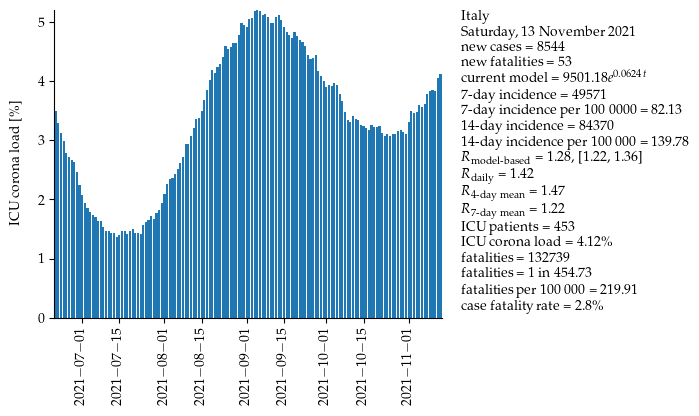 Italy
Saturday, 13 November 2021
new cases = 8544
new fatalities = 53
current model = 9501.18e^0.0624 t
7-day incidence = 49571
7-day incidence per 100 0000 = 82.13
14-day incidence = 84370
14-day incidence per 100 000 = 139.78
R_model-based = 1.28, [1.22, 1.36]
R_daily = 1.42
R_4-day mean = 1.47
R_7-day mean = 1.22
ICU patients = 453
ICU corona load = 4.12%
fatalities = 132739
fatalities = 1 in 454.73
fatalities per 100 000 = 219.91
case fatality rate = 2.8%
ICU corona load [%]
5
4
3
2
1
0
2021−07−01
2021−07−15
2021−08−01
2021−08−15
2021−09−01
2021−09−15
2021−10−01
2021−10−15
2021−11−01